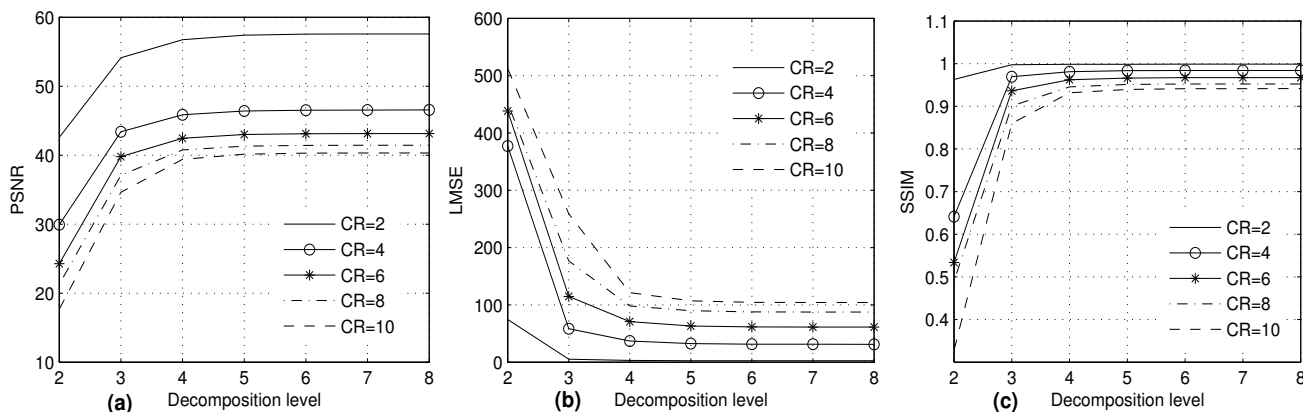 60
50
40
30
20
10
PSNR
2 3 4 5 6 7 8
(a) Decomposition level
CR=2
CR=4
CR=6
CR=8
CR=10
600
500
400
300
200
100
0
LMSE
2 3 4 5 6 7 8
(b) Decomposition level
CR=2
CR=4
CR=6
CR=8
CR=10
1.1
1
0.9
0.8
0.7
0.6
0.5
0.4
SSIM
2 3 4 5 6 7 8
(c) Decomposition level
CR=2
CR=4
CR=6
CR=8
CR=10